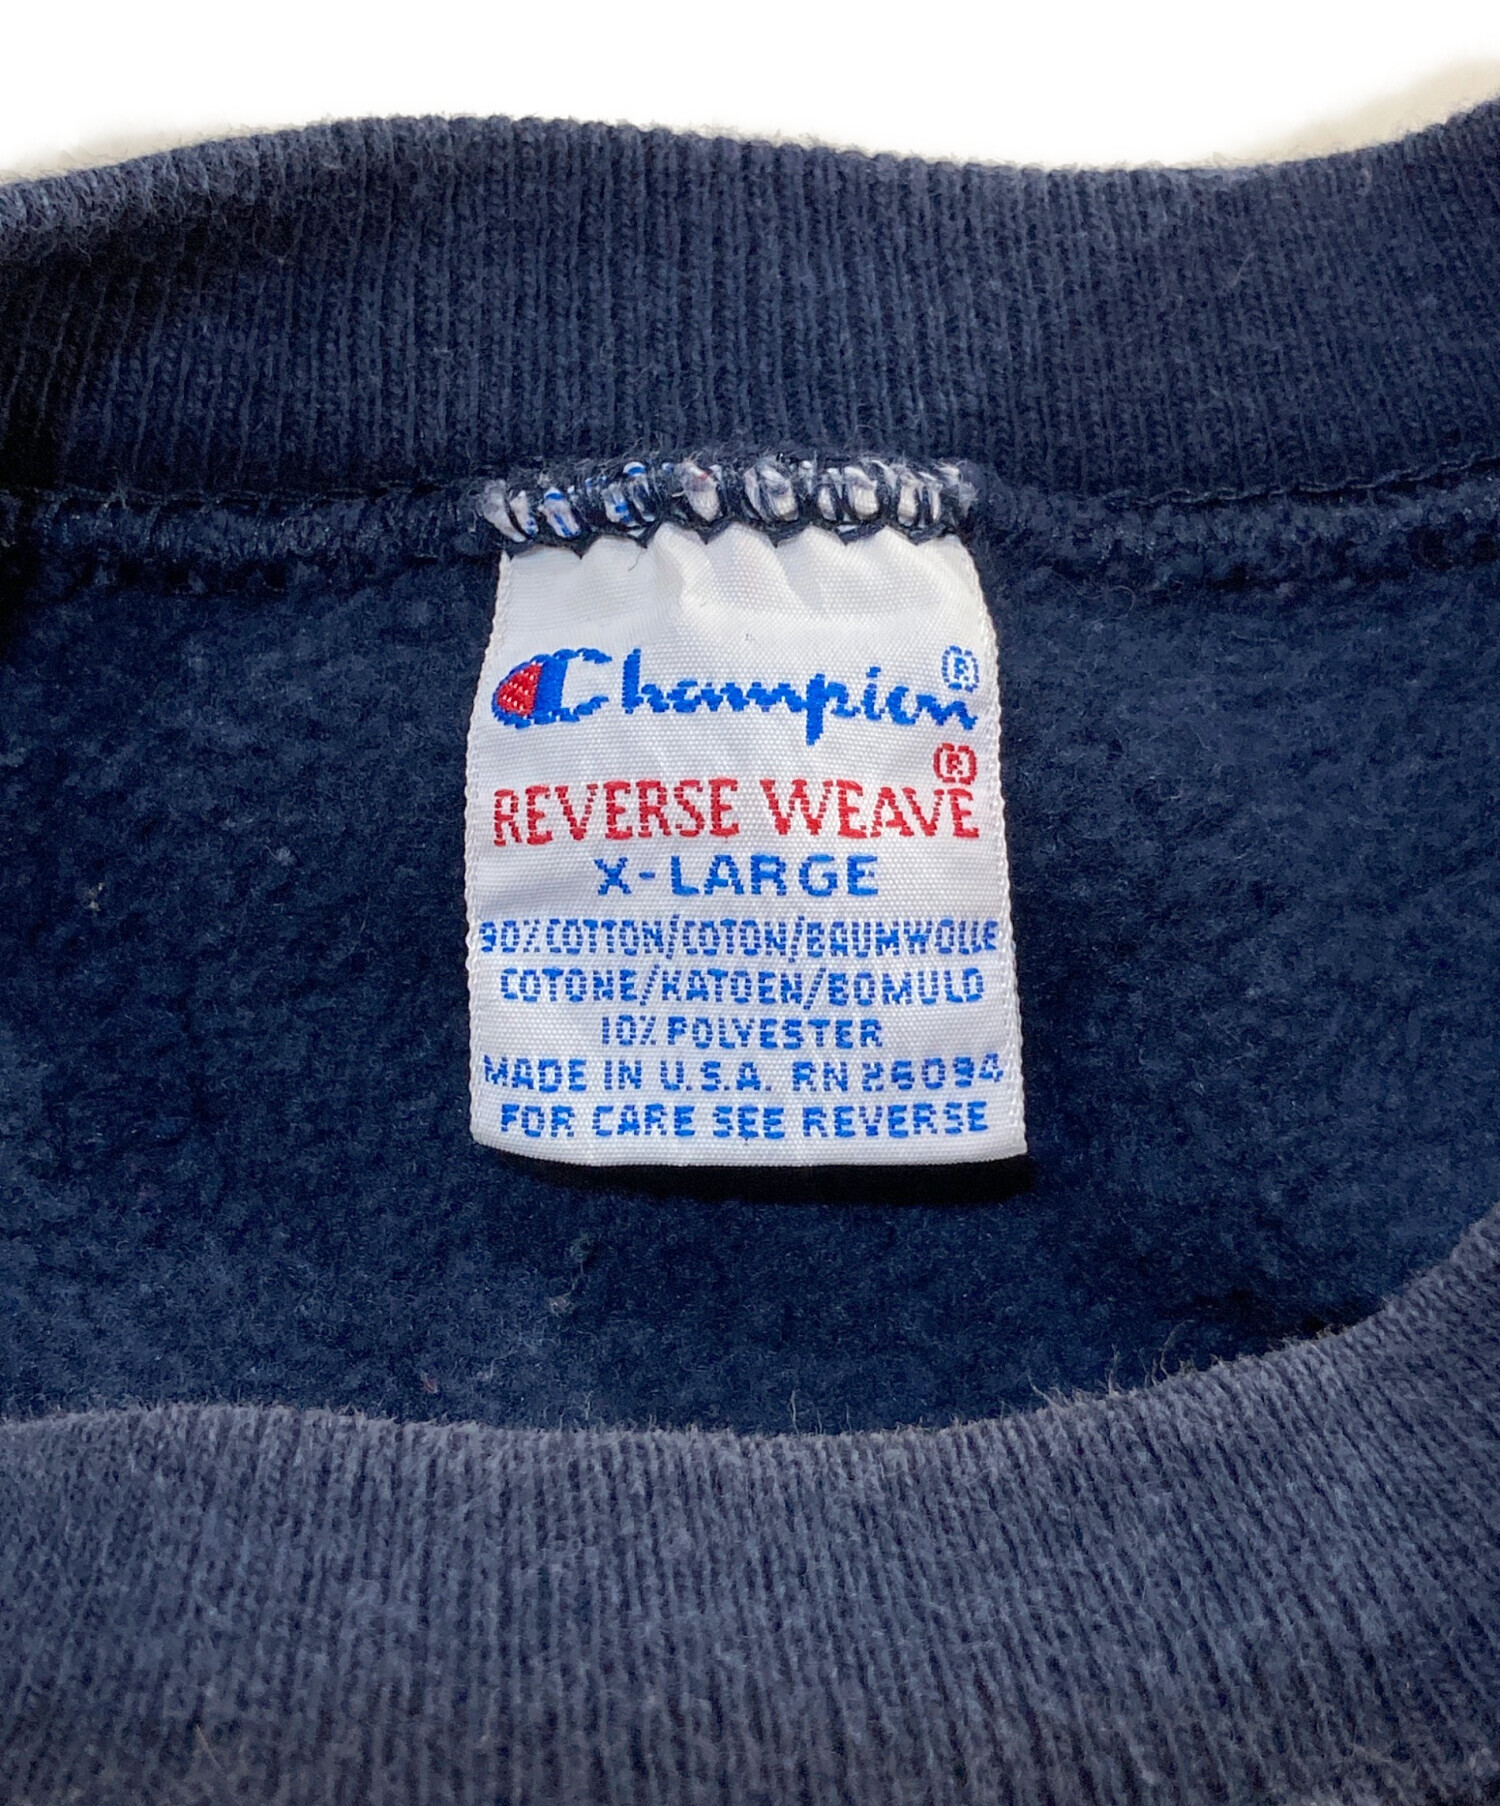 Champion®
REVERSE WEAVE®
X-LARGE
90% COTTON/COTON/BAUMWOLLE
COTONE/KATOEN/BOMULD
10% POLYESTER
MADE IN U.S.A. RN 26094
FOR CARE SEE REVERSE